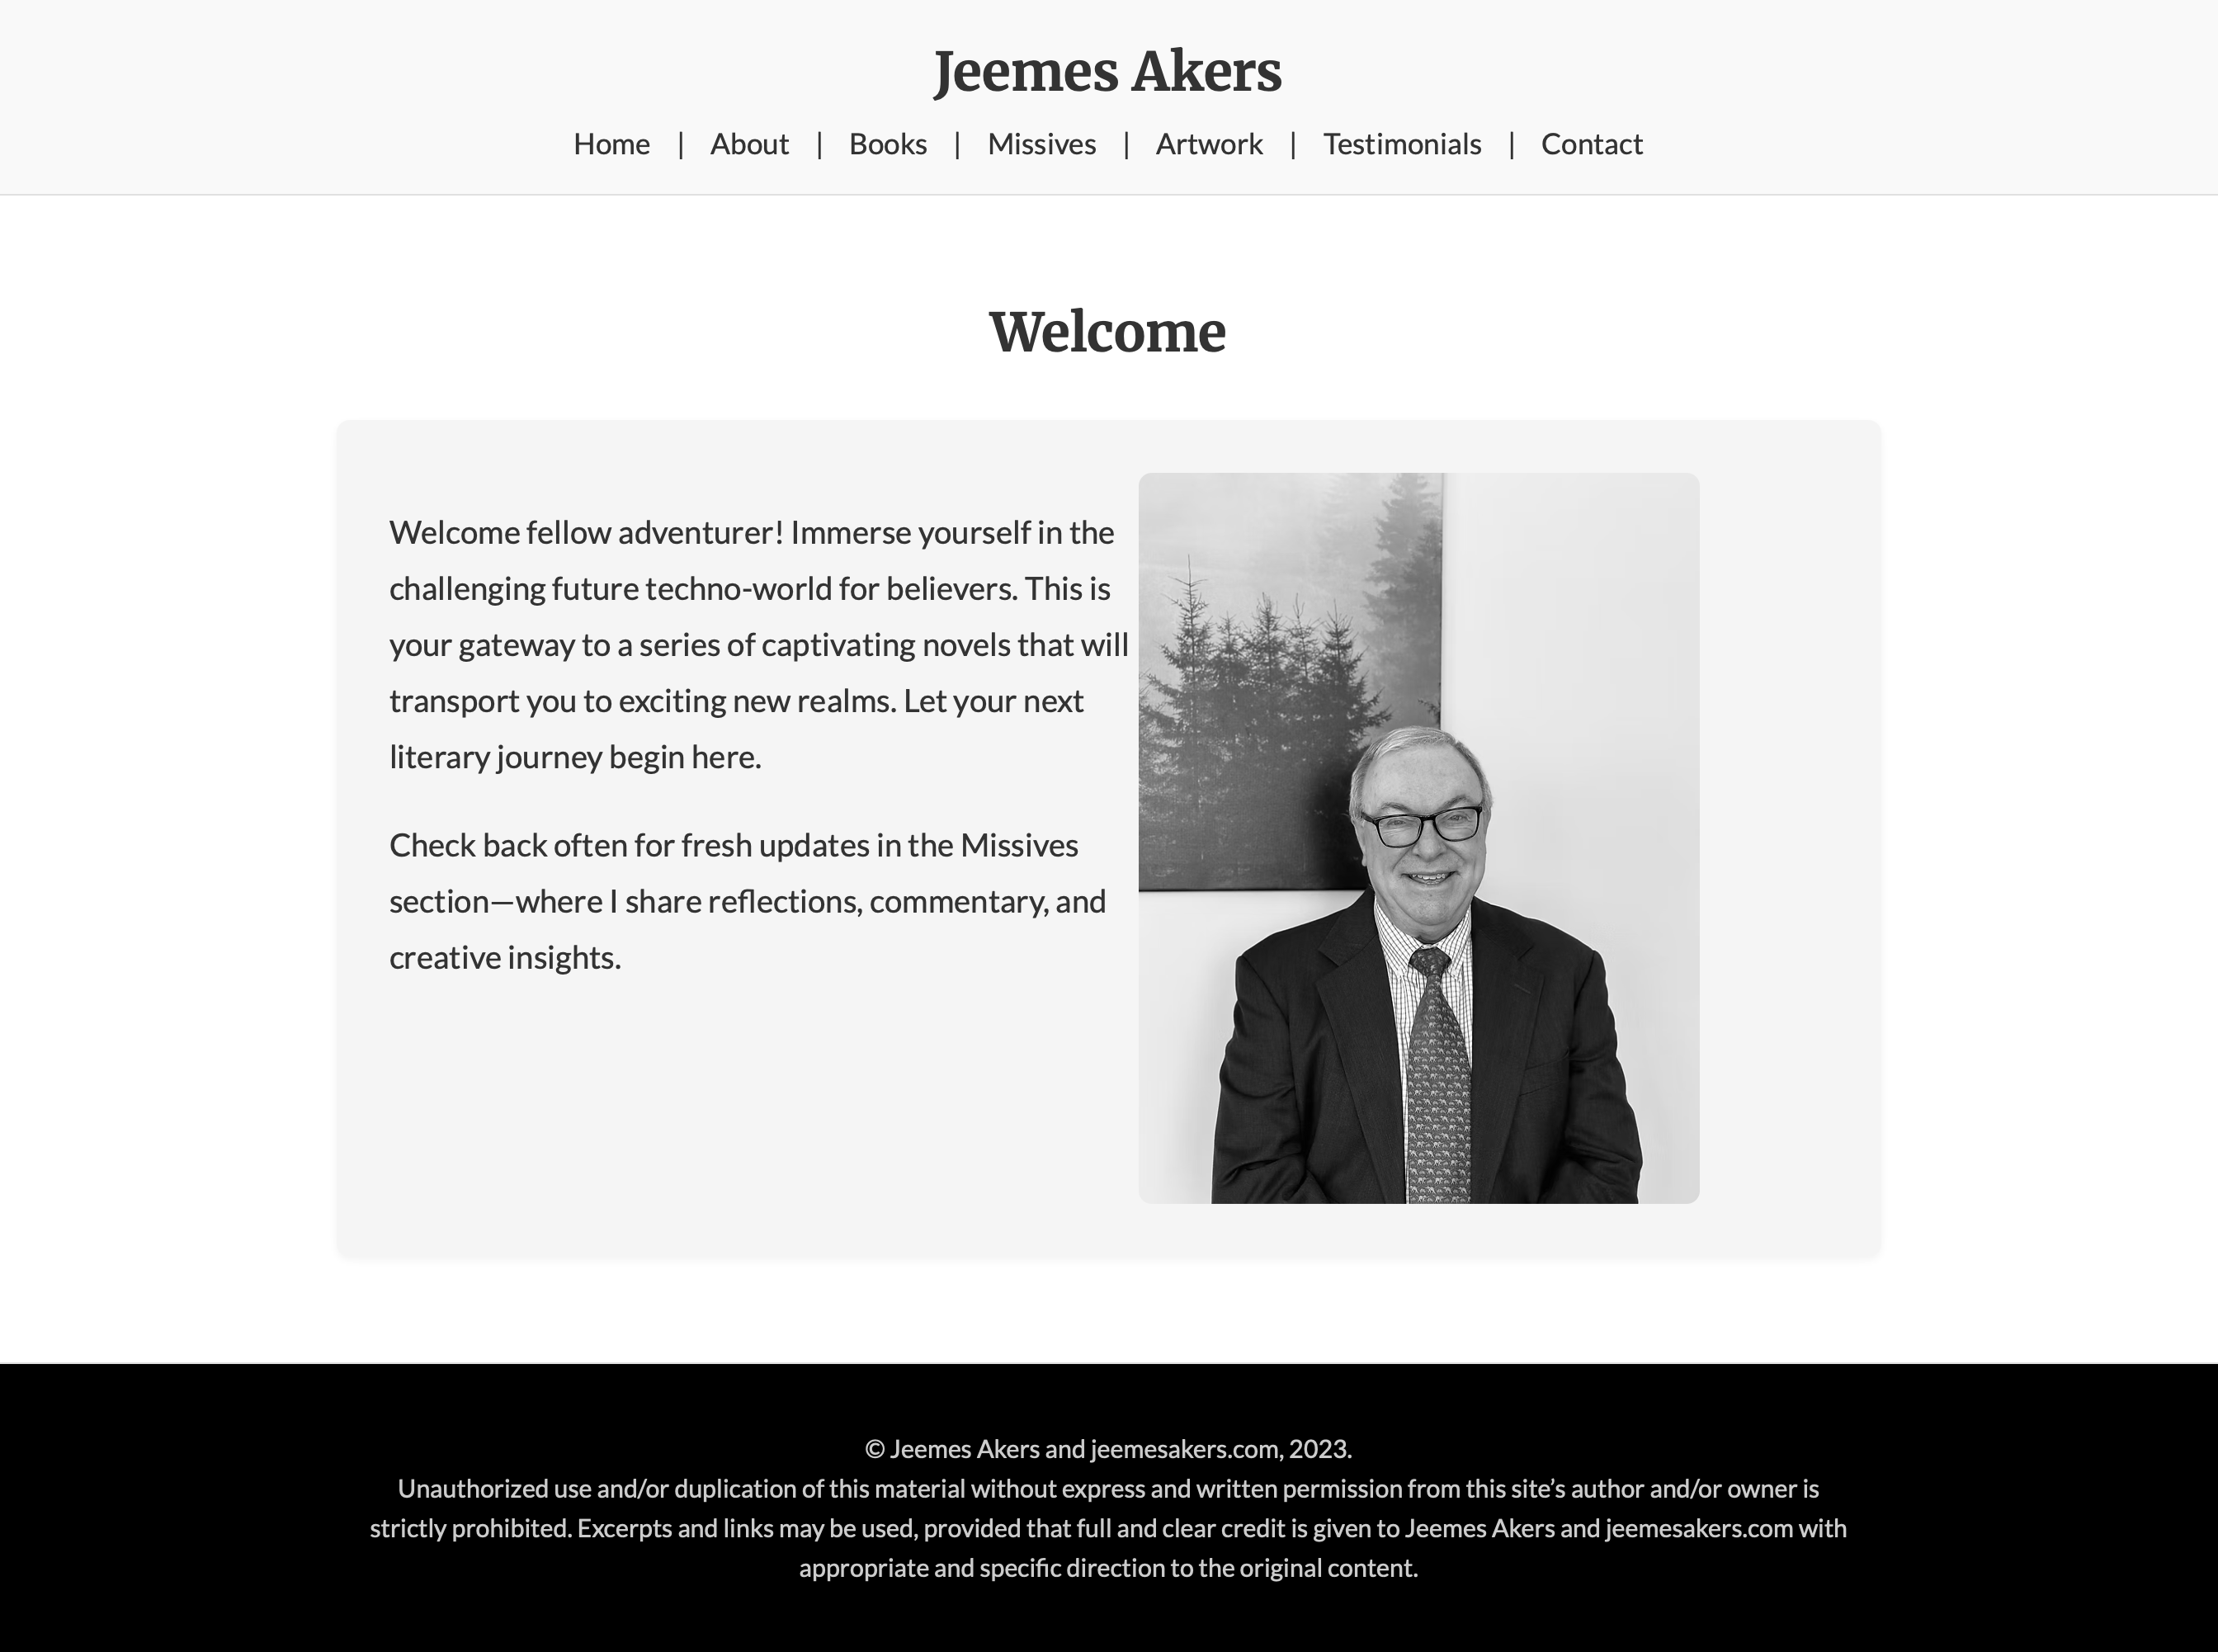 Jeemes Akers
Home | About | Books | Missives | Artwork | Testimonials | Contact
Welcome
Welcome fellow adventurer! Immerse yourself in the
challenging future techno-world for believers. This is
your gateway to a series of captivating novels that will
transport you to exciting new realms. Let your next
literary journey begin here.
Check back often for fresh updates in the Missives
section—where I share reflections, commentary, and
creative insights.
© Jeemes Akers and jeemesakers.com, 2023.
Unauthorized use and/or duplication of this material without express and written permission from this site’s author and/or owner is
strictly prohibited. Excerpts and links may be used, provided that full and clear credit is given to Jeemes Akers and jeemesakers.com with
appropriate and specific direction to the original content.